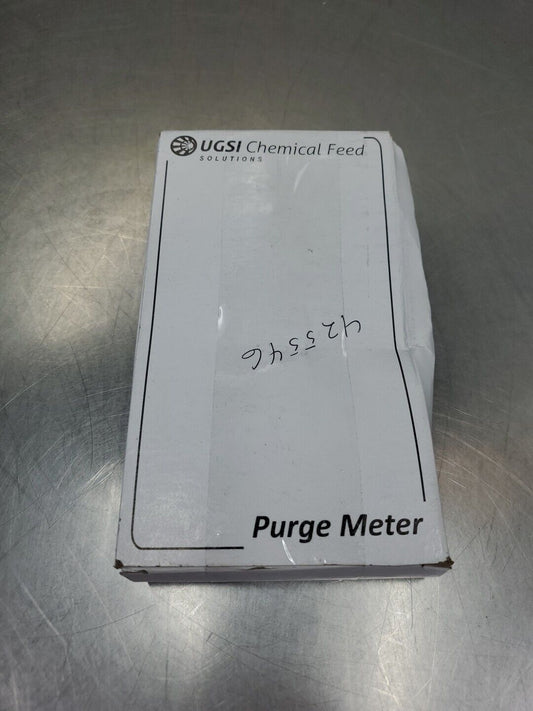 UGSI Chemical Feed
SOLUTIONS
425546
Purge Meter